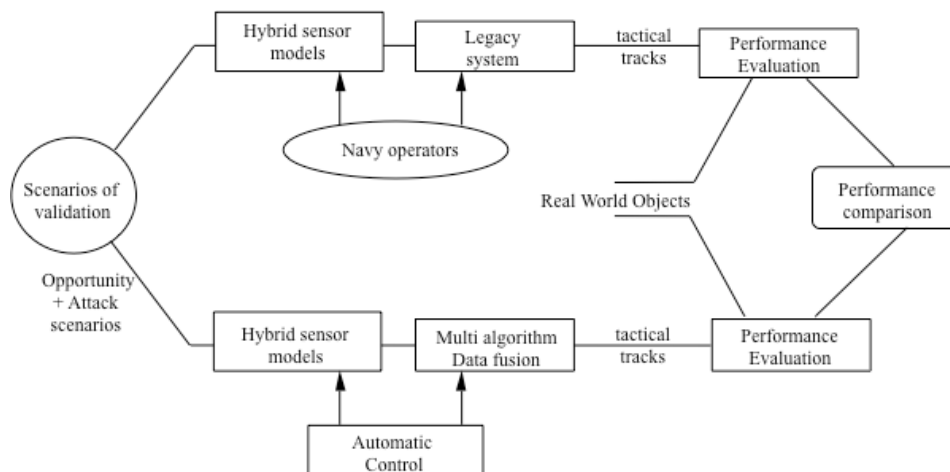 Hybrid sensor
models
Legacy
system
tactical
tracks
Performance
Evaluation
Navy operators
Scenarios of
validation
Real World Objects
Performance
comparison
Opportunity
+ Attack
scenarios
Hybrid sensor
models
Multi algorithm
Data fusion
tactical
tracks
Performance
Evaluation
Automatic
Control